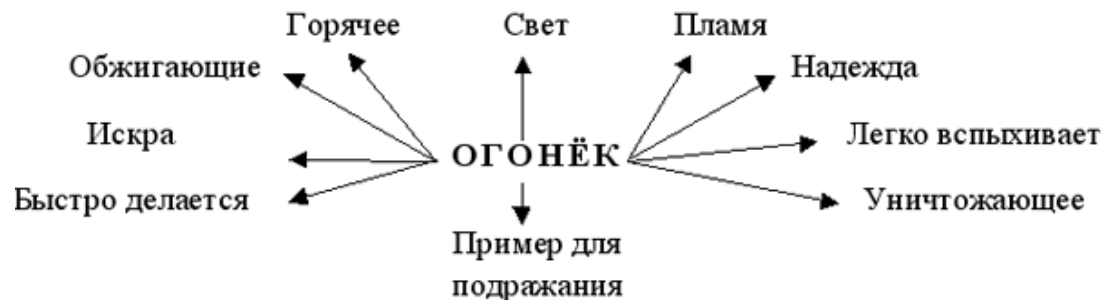 Горячее
Свет
Пламя
Обжигающие
Надежда
Искра
Легко вспыхивает
ОГОНЁК
Быстро делается
Уничтожающее
Пример для
подражания